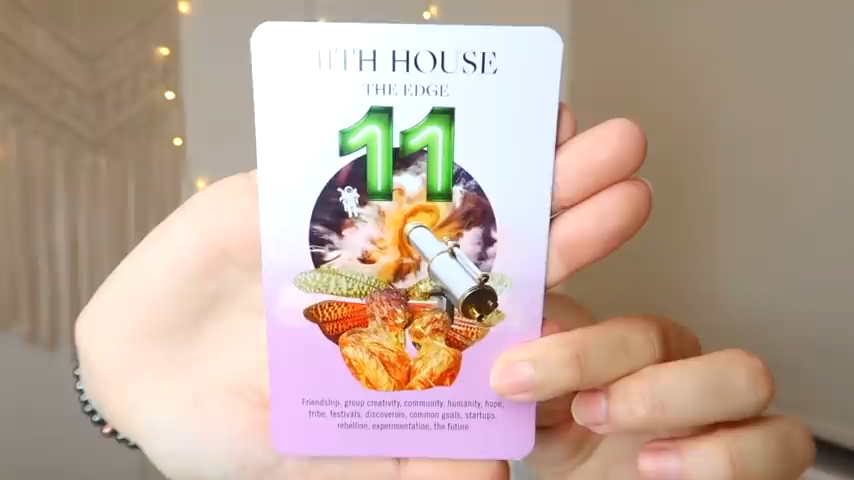 11TH HOUSE
THE EDGE
11
Friendship, group creativity, community, humanity, hope,
tribe, festivals, discoveries, common goals, startups,
rebellion, experimentation, the future